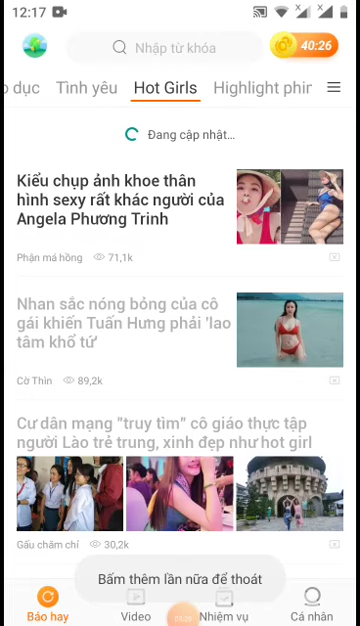 12:17
Nhập từ khóa
40:26
o dục Tình yêu Hot Girls Highlight phir
Đang cập nhật...
Kiểu chụp ảnh khoe thân
hình sexy rất khác người của
Angela Phương Trinh
Phận má hồng 71,1k
Nhan sắc nóng bỏng của cô
gái khiến Tuấn Hưng phải 'lao
tâm khổ tứ'
Cờ Thìn 89,2k
Cư dân mạng "truy tìm" cô giáo thực tập
người Lào trẻ trung, xinh đẹp như hot girl
Gấu chăm chỉ 30,2k
Bấm thêm lần nữa để thoát
Báo hay Video Nhiệm vụ Cá nhân